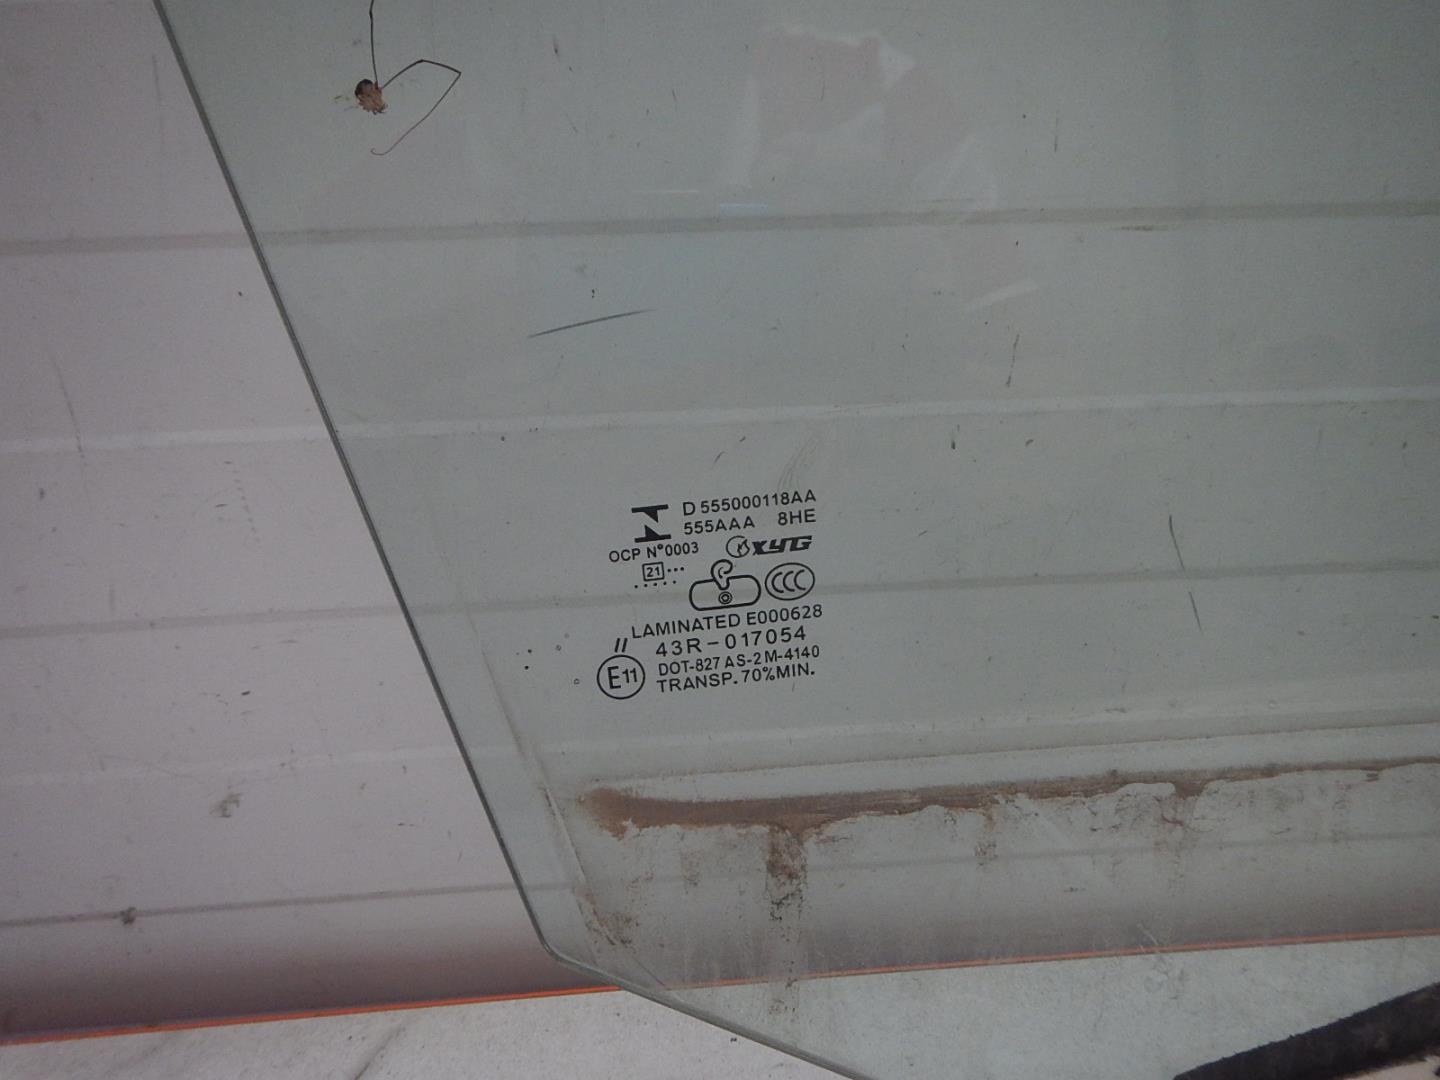 D 555000118AA
555AAA 8HE
OCP N°0003 XYG
21...
.....
CCC
LAMINATED E000628
II 43R-017054
E11 DOT-827 AS-2 M-4140
TRANSP. 70%MIN.